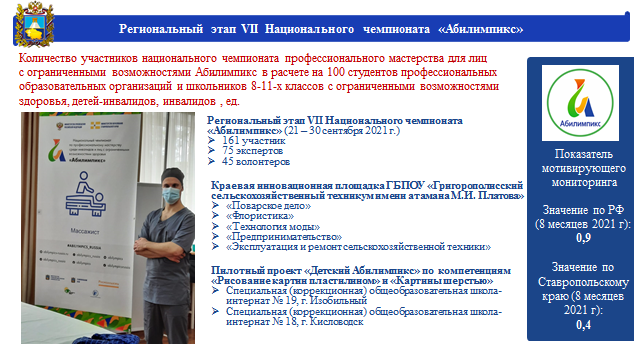 Региональный этап VII Национального чемпионата «Абилимпикс»
Количество участников национального чемпионата профессионального мастерства для лиц
с ограниченными возможностями Абилимпикс в расчете на 100 студентов профессиональных
образовательных организаций и школьников 8-11-х классов с ограниченными возможностями
здоровья, детей-инвалидов, инвалидов , ед.
«Абилимпикс»
Массажист
Региональный этап VII Национального чемпионата
«Абилимпикс» (21 – 30 сентября 2021 г.)
161 участник
75 экспертов
45 волонтеров
Краевая инновационная площадка ГБПОУ «Григорополисский
сельскохозяйственный техникум имени атамана М.И. Платова»
«Поварское дело»
«Флористика»
«Технология моды»
«Предпринимательство»
«Эксплуатация и ремонт сельскохозяйственной техники»
Пилотный проект «Детский Абилимпикс» по компетенциям
«Рисование картин пластилином» и «Картины шерстью»
Специальная (коррекционная) общеобразовательная школа-
интернат № 19, г. Изобильный
Специальная (коррекционная) общеобразовательная школа-
интернат № 18, г. Кисловодск
Абилимпикс
Показатель
мотивирующего
мониторинга
Значение по РФ
(8 месяцев 2021 г):
0,9
Значение по
Ставропольскому
краю (8 месяцев
2021 г):
0,4